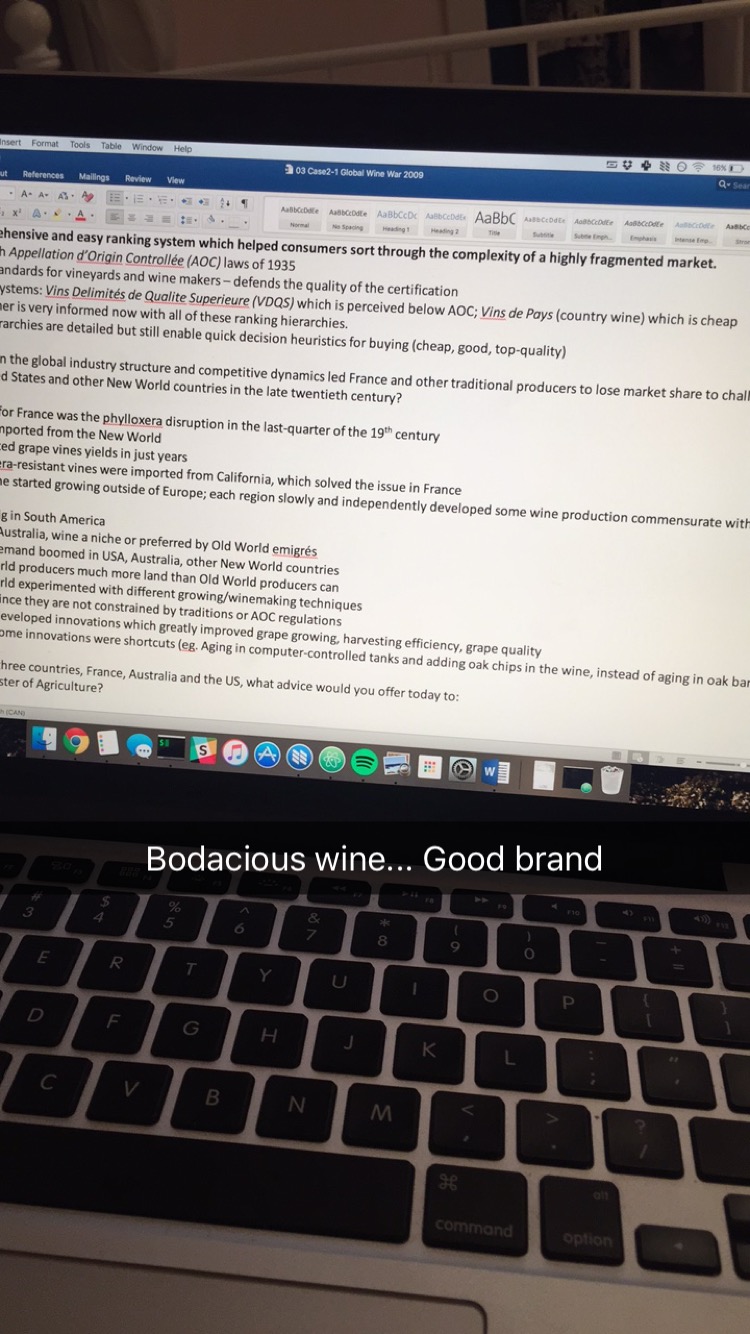 nsert Format Tools Table Window Help
16%
03 Case2-1 Global Wine War 2009
References Mailings Review View
AaBbCcDdEe AaBbCcDdEe AaBbCcDc AaBbCcDdEe AaBbC AaBbCcDdEe AaBbCcDdEe AaBbCcDdEe AaBbCcDdEe
Normal No Spacing Heading 1 Heading 2 Title Subtitle Subtle Emph... Emphasis Intense Emp...
ehensive and easy ranking system which helped consumers sort through the complexity of a highly fragmented market.
h Appellation d'Origin Controllée (AOC) laws of 1935
andards for vineyards and wine makers – defends the quality of the certification
ystems: Vins Delimités de Qualite Superieure (VDQS) which is perceived below AOC; Vins de Pays (country wine) which is cheap
er is very informed now with all of these ranking hierarchies.
rarchies are detailed but still enable quick decision heuristics for buying (cheap, good, top-quality)
n the global industry structure and competitive dynamics led France and other traditional producers to lose market share to chall
d States and other New World countries in the late twentieth century?
for France was the phylloxera disruption in the last-quarter of the 19th century
mported from the New World
ted grape vines yields in just years
era-resistant vines were imported from California, which solved the issue in France
ne started growing outside of Europe; each region slowly and independently developed some wine production commensurate with
g in South America
Australia, wine a niche or preferred by Old World emigrés
emand boomed in USA, Australia, other New World countries
rld producers much more land than Old World producers can
rld experimented with different growing/winemaking techniques
ince they are not constrained by traditions or AOC regulations
eveloped innovations which greatly improved grape growing, harvesting efficiency, grape quality
ome innovations were shortcuts (eg. Aging in computer-controlled tanks and adding oak chips in the wine, instead of aging in oak bar
three countries, France, Australia and the US, what advice would you offer today to:
ster of Agriculture?
Bodacious wine... Good brand
# $ % ^ & * ( ) _ +
3 4 5 6 7 8 9 0 - =
E R T Y U I O P { [ } ]
D F G H J K L : ; " '
C V B N M < , > . ? /
⌘ alt
command option